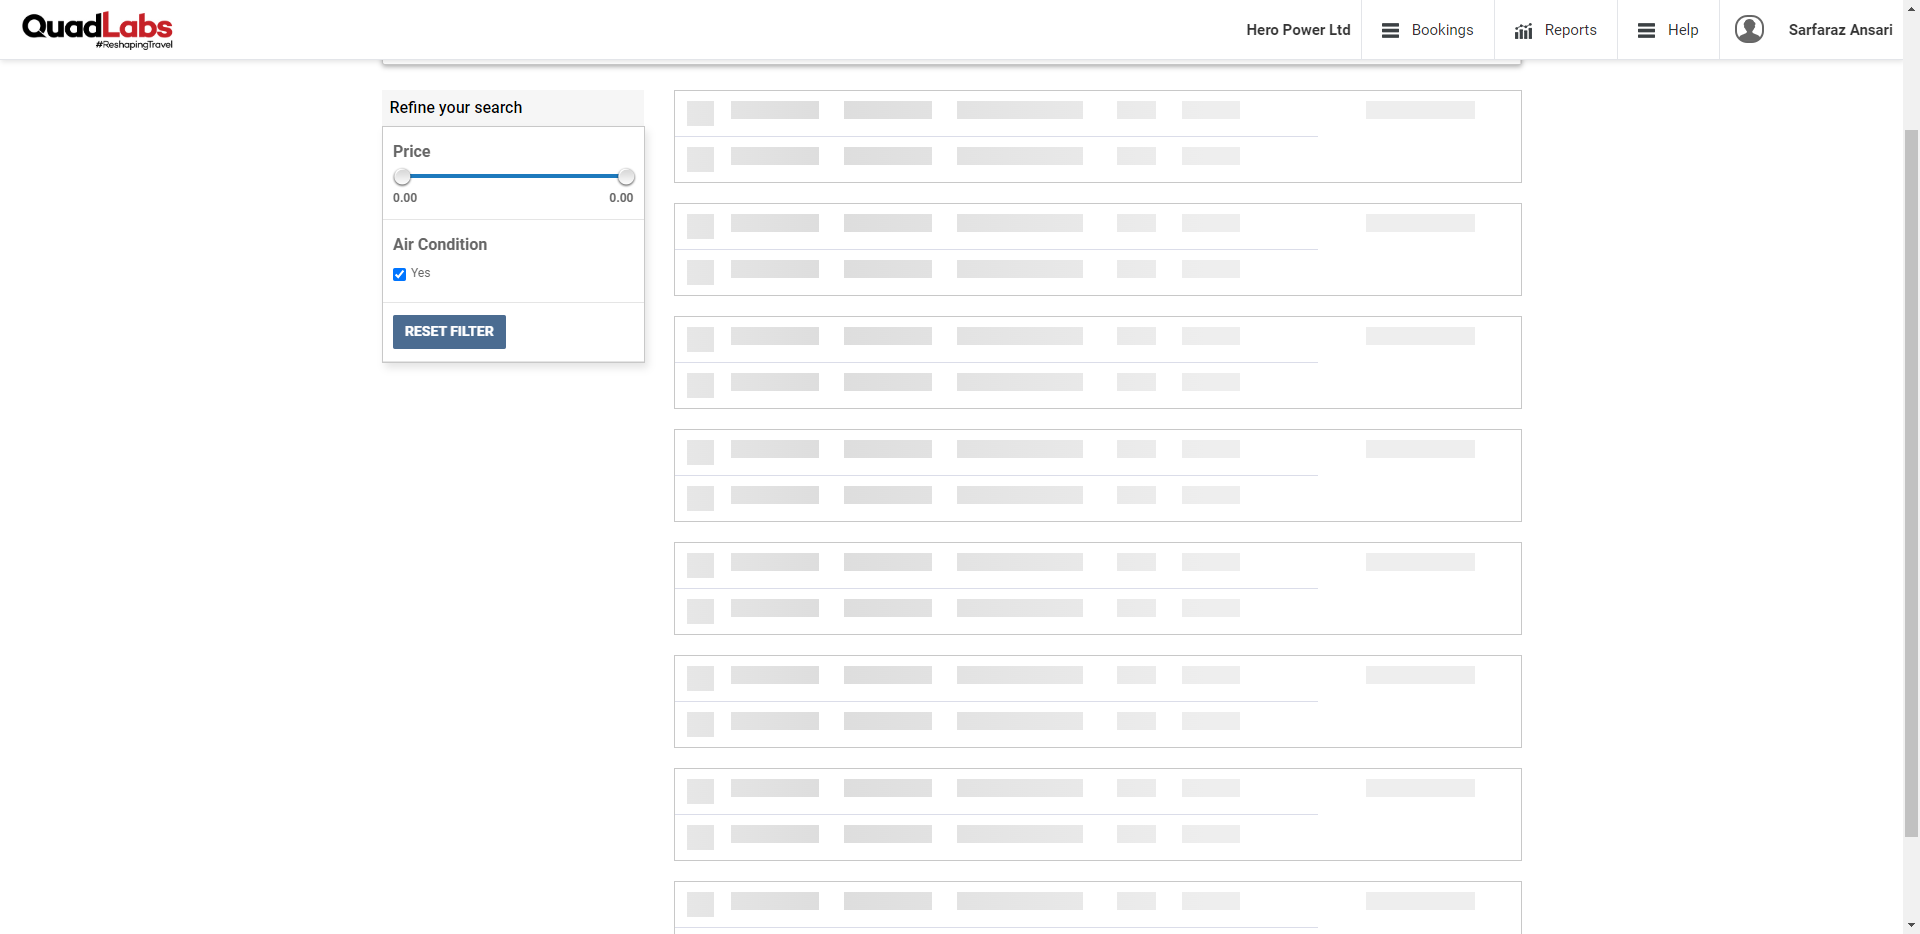 QuadLabs
#ReshapingTravel
Hero Power Ltd
Bookings
Reports
Help
Sarfaraz Ansari
Refine your search
Price
0.00 0.00
Air Condition
Yes
RESET FILTER